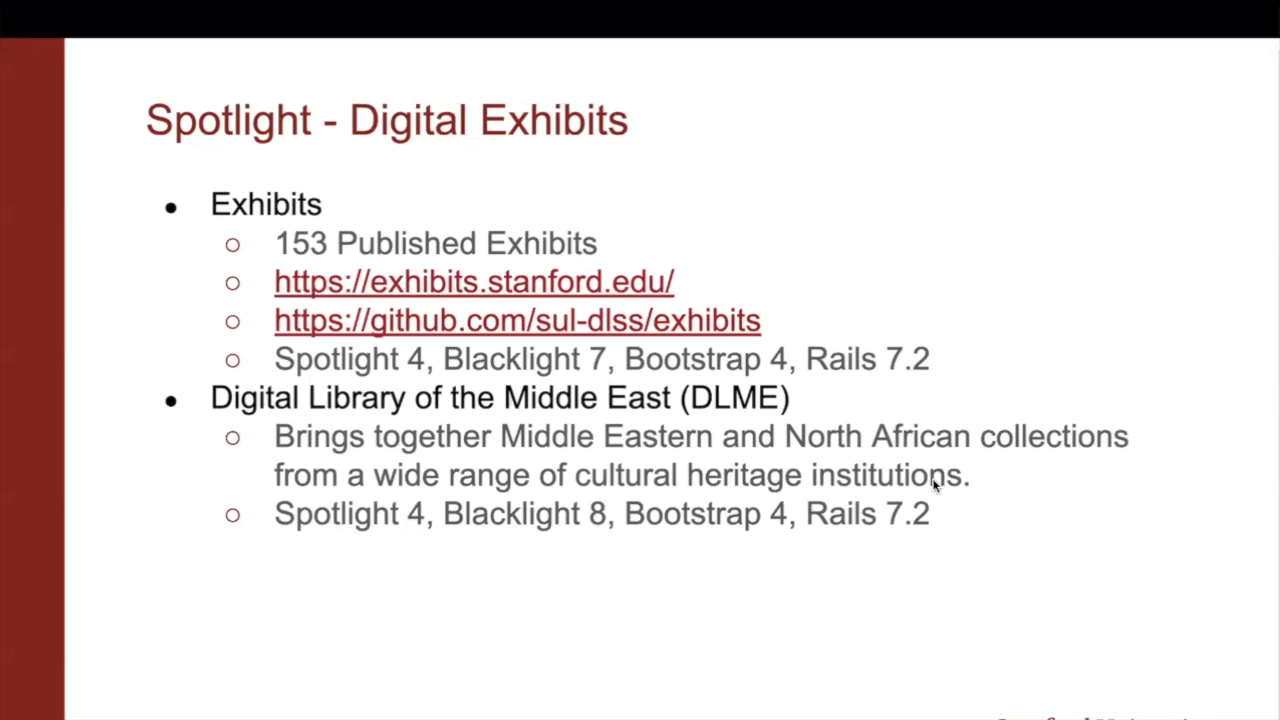 Spotlight - Digital Exhibits
● Exhibits
○ 153 Published Exhibits
○ https://exhibits.stanford.edu/
○ https://github.com/sul-dlss/exhibits
○ Spotlight 4, Blacklight 7, Bootstrap 4, Rails 7.2
● Digital Library of the Middle East (DLME)
○ Brings together Middle Eastern and North African collections
from a wide range of cultural heritage institutions.
○ Spotlight 4, Blacklight 8, Bootstrap 4, Rails 7.2